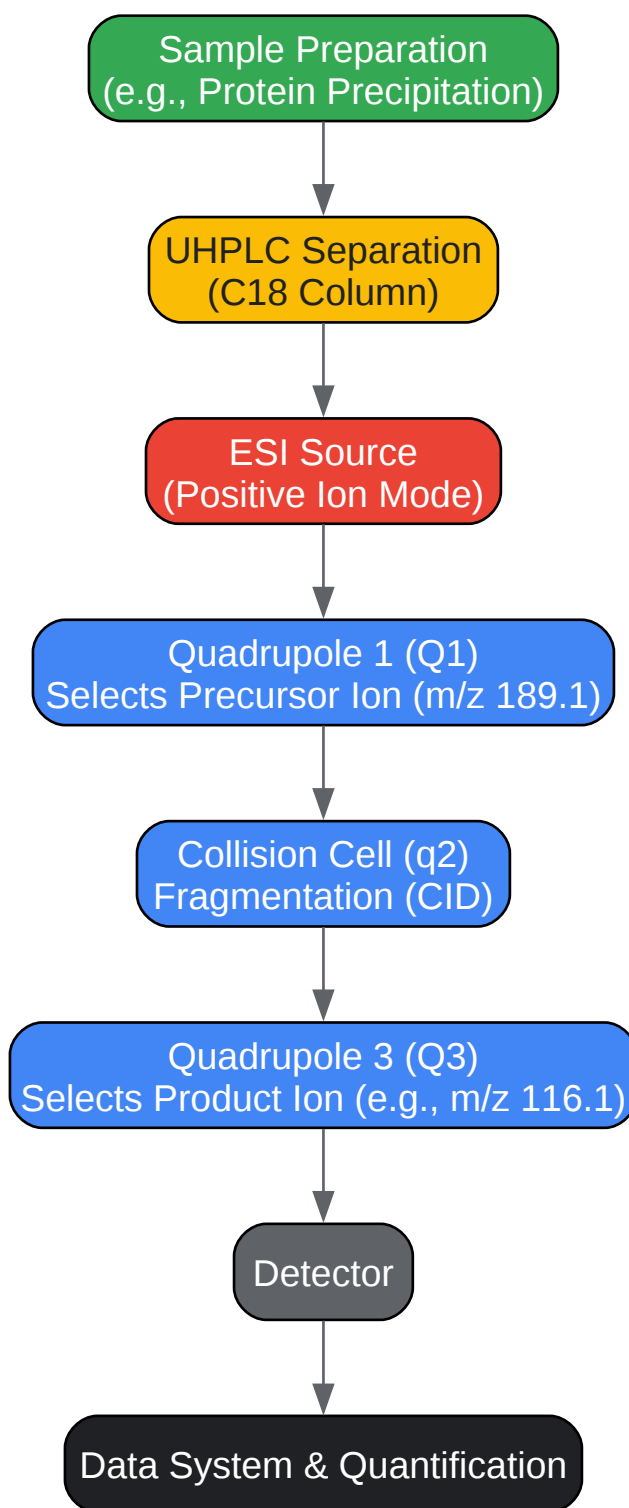 Sample Preparation
(e.g., Protein Precipitation)
UHPLC Separation
(C18 Column)
ESI Source
(Positive Ion Mode)
Quadrupole 1 (Q1)
Selects Precursor Ion (m/z 189.1)
Collision Cell (q2)
Fragmentation (CID)
Quadrupole 3 (Q3)
Selects Product Ion (e.g., m/z 116.1)
Detector
Data System & Quantification